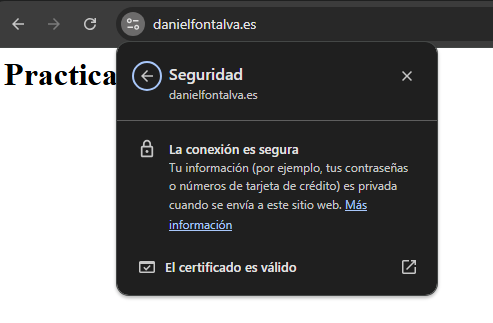 danielfontalva.es
Practica
Seguridad
danielfontalva.es
La conexión es segura
Tu información (por ejemplo, tus contraseñas
o números de tarjeta de crédito) es privada
cuando se envía a este sitio web. Más
información
El certificado es válido